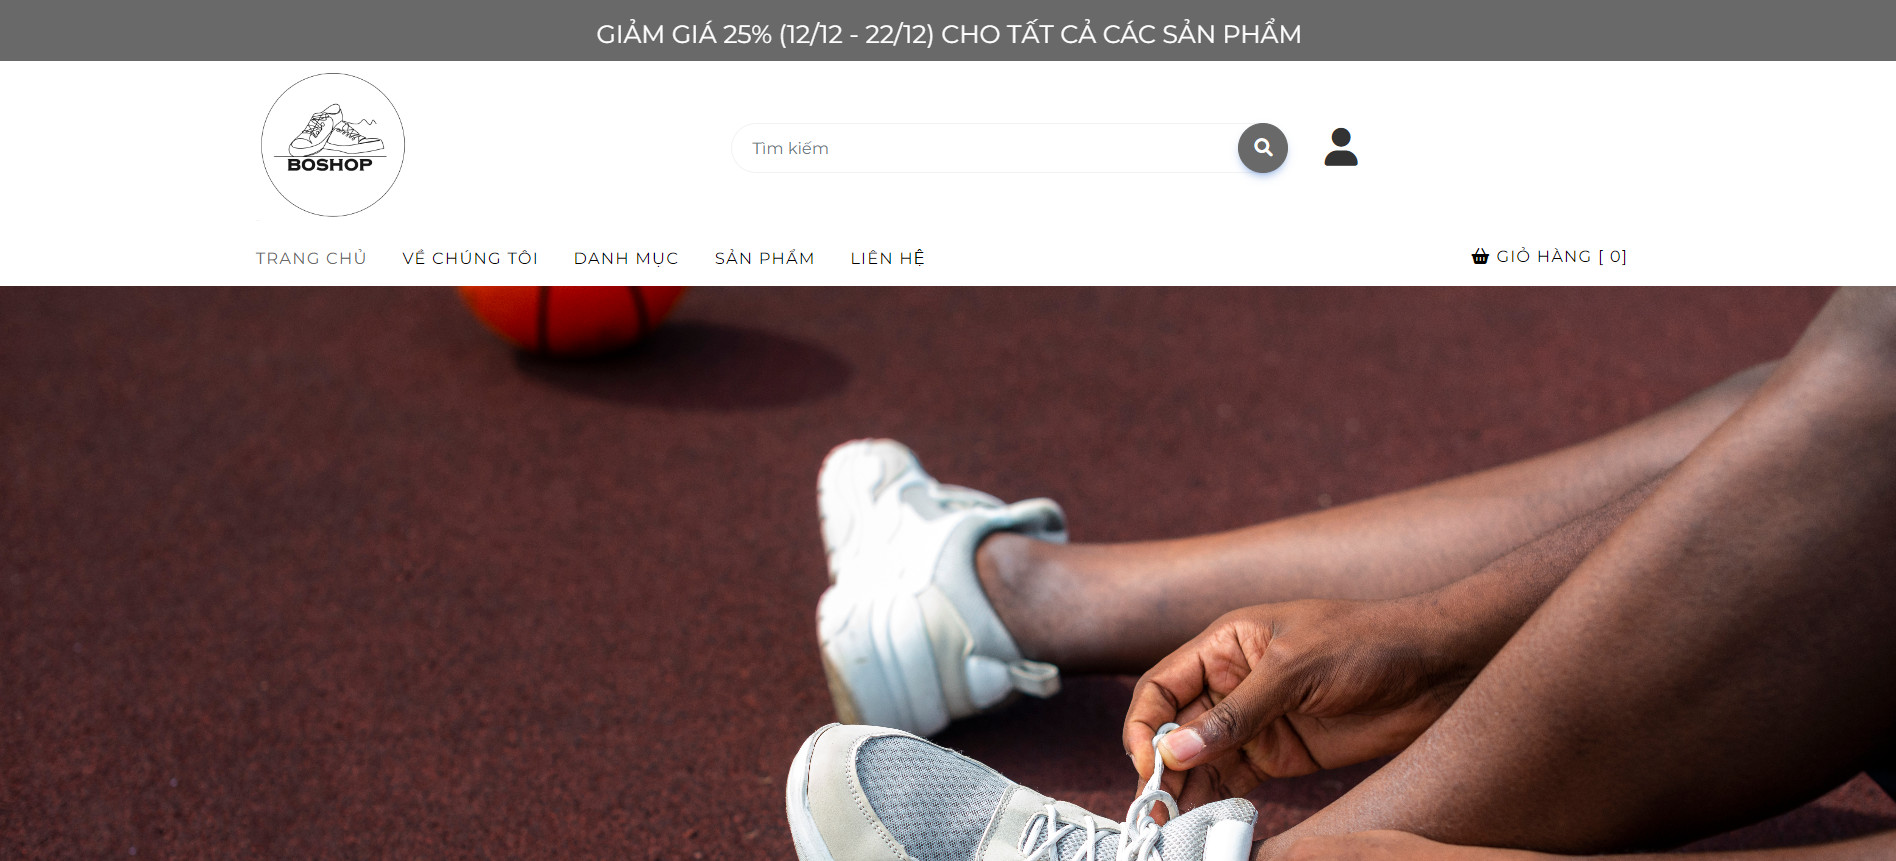 GIẢM GIÁ 25% (12/12 - 22/12) CHO TẤT CẢ CÁC SẢN PHẨM
BOSHOP
Tìm kiếm
TRANG CHỦ VỀ CHÚNG TÔI DANH MỤC SẢN PHẨM LIÊN HỆ GIỎ HÀNG [ 0]